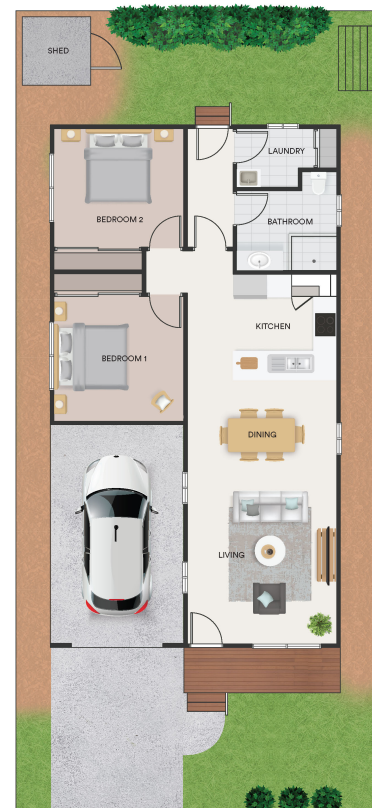 SHED
LAUNDRY
BEDROOM 2
BATHROOM
KITCHEN
BEDROOM 1
DINING
LIVING